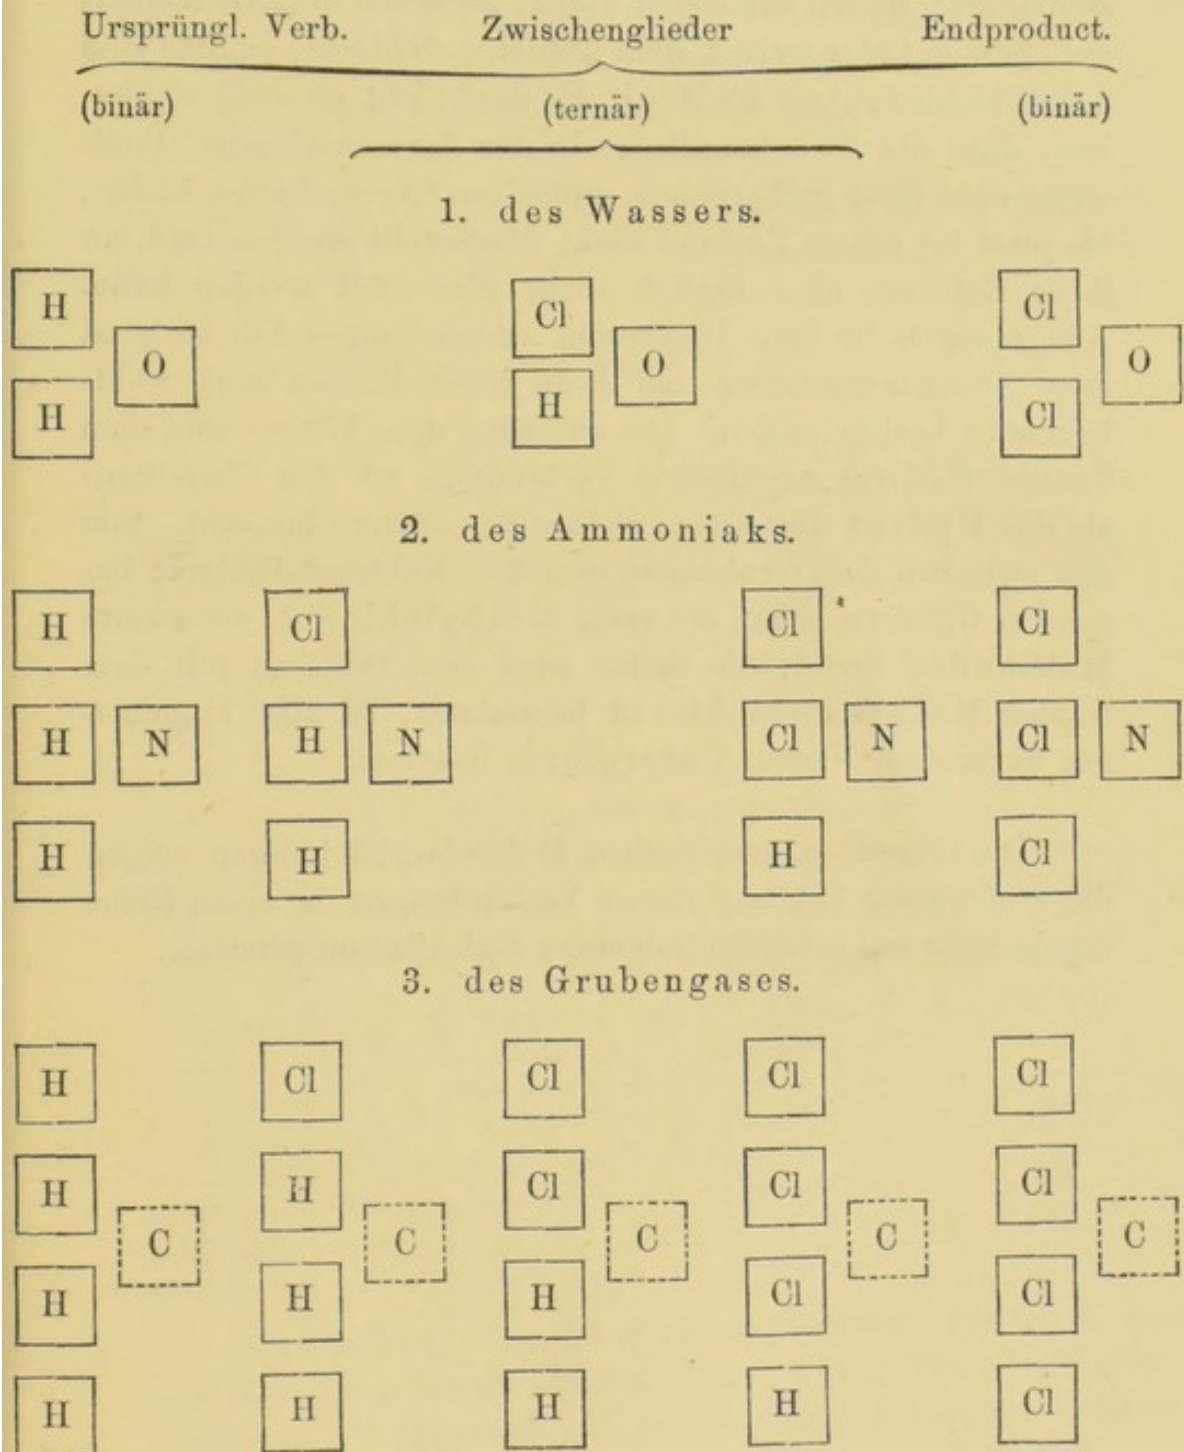 Ursprüngl. Verb. Zwischenglieder Endproduct.
(binär) (ternär) (binär)
1. des Wassers.
H Cl Cl
O O O
H H Cl
2. des Ammoniaks.
H Cl Cl Cl
H N H N Cl N Cl N
H H H Cl
3. des Grubengases.
H Cl Cl Cl Cl
H H Cl Cl Cl
C C C C C
H H H Cl Cl
H H H H Cl